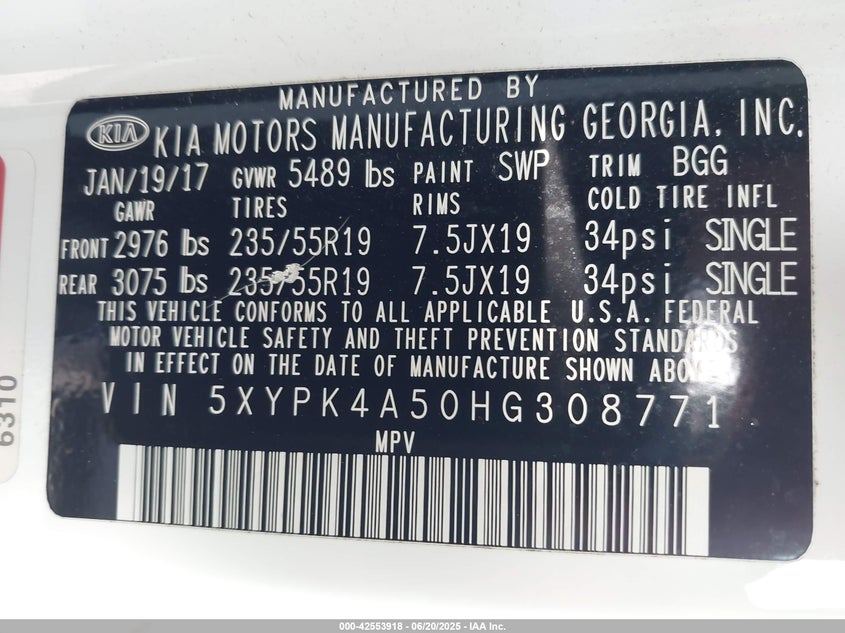 MANUFACTURED BY
KIA KIA MOTORS MANUFACTURING GEORGIA, INC.
JAN/19/17 GVWR 5489 lbs PAINT SWP TRIM BGG
GAWR TIRES RIMS COLD TIRE INFL
FRONT 2976 lbs 235/55R19 7.5JX19 34psi SINGLE
REAR 3075 lbs 235/55R19 7.5JX19 34psi SINGLE
THIS VEHICLE CONFORMS TO ALL APPLICABLE U.S.A. FEDERAL
MOTOR VEHICLE SAFETY AND THEFT PREVENTION STANDARDS
IN EFFECT ON THE DATE OF MANUFACTURE SHOWN ABOVE
VIN 5XYPK4A50HG308771
MPV
6310
000-42553918 - 06/20/2025 - IAA Inc.